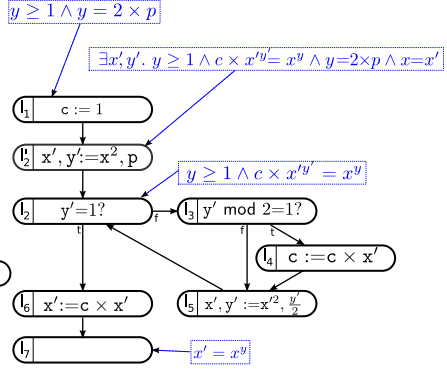 y ≥ 1 ∧ y = 2 × p
∃x′,y′. y ≥ 1 ∧ c × x′^y′ = x^y ∧ y=2×p ∧ x=x′
l₁ c := 1
l″₂ x′, y′:=x², p
y ≥ 1 ∧ c × x′^y′ = x^y
l₂ y′=1?
f
l₃ y′ mod 2=1?
t
f
t
l₄ c :=c × x′
l₆ x′:=c × x′
l₅ x′, y′ := x′², y′/2
l₇
x′ = x^y